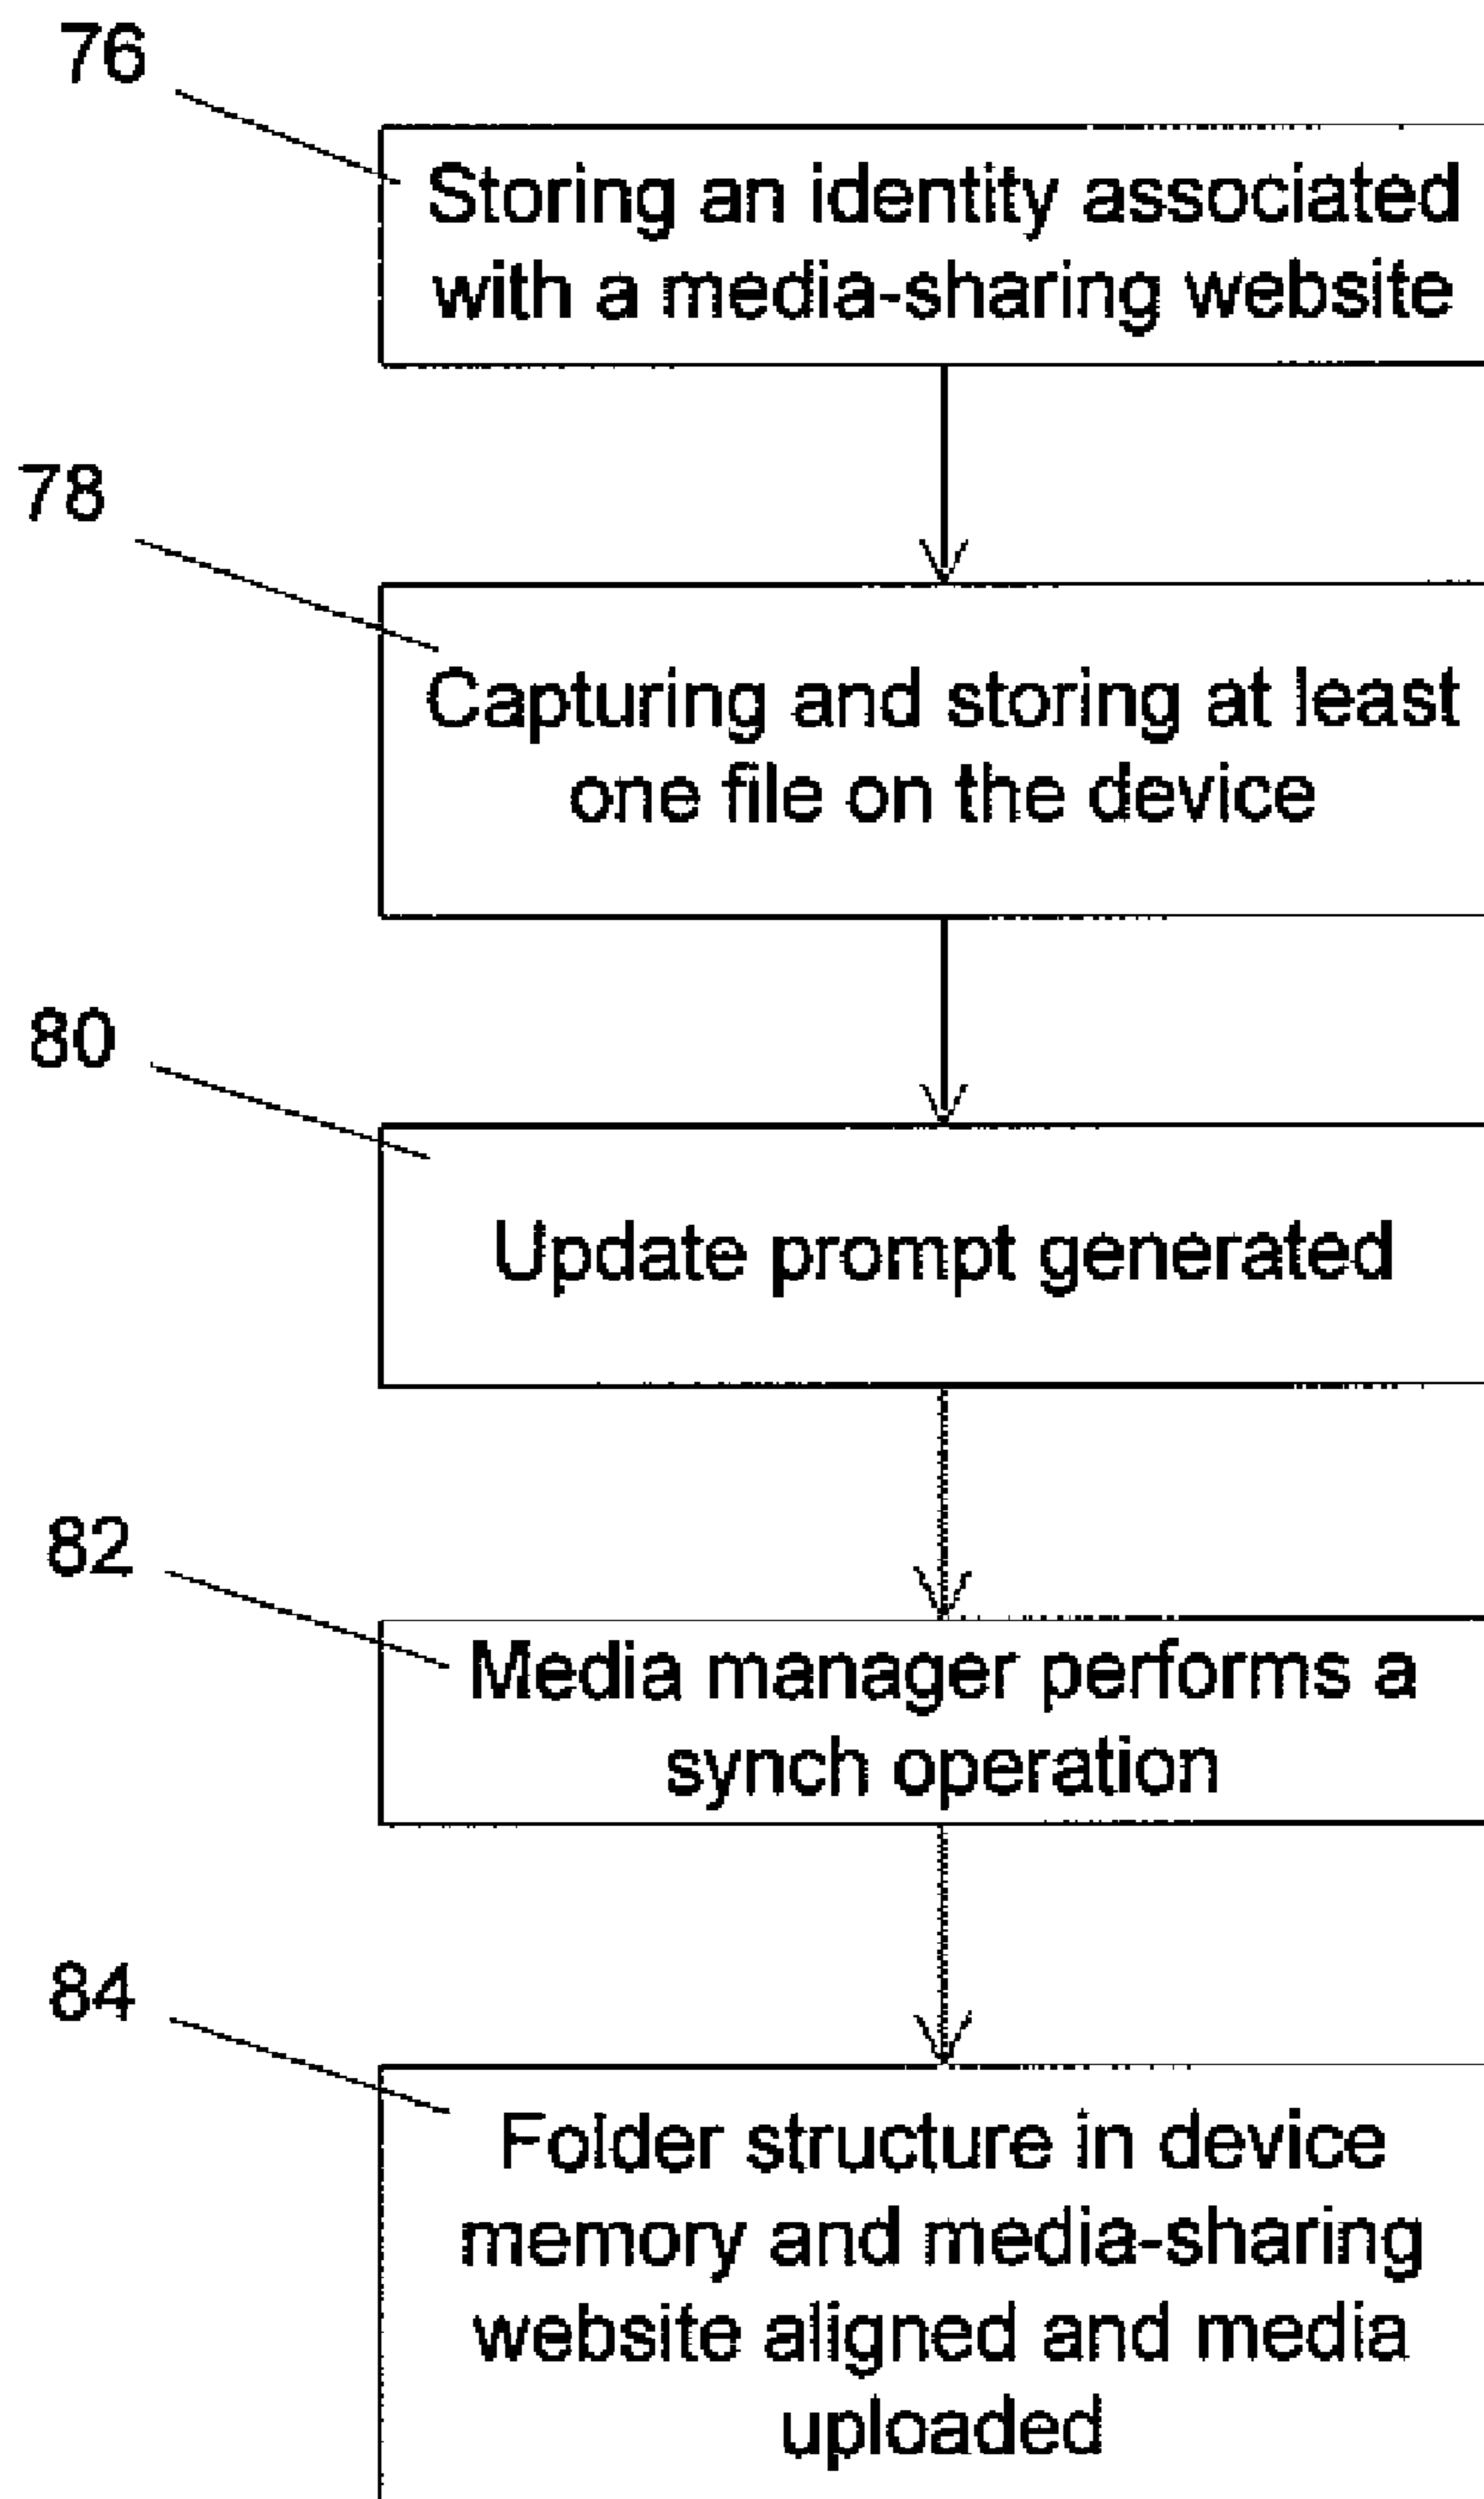 76
Storing an identity associated
with a media-sharing website
78
Capturing and storing at least
one file on the device
80
Update prompt generated
82
Media manager performs a
synch operation
84
Folder structure in device
memory and media-sharing
website aligned and media
uploaded